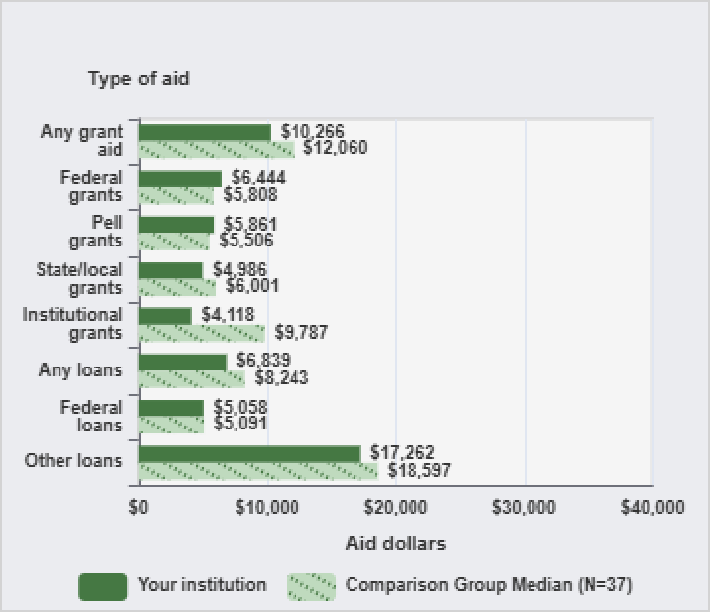 Type of aid
Any grant
aid
$10,266
$12,060
Federal
grants
$6,444
$5,808
Pell
grants
$5,861
$5,506
State/local
grants
$4,986
$6,001
Institutional
grants
$4,118
$9,787
Any loans
$6,839
$8,243
Federal
loans
$5,058
$5,091
Other loans
$17,262
$18,597
$0 $10,000 $20,000 $30,000 $40,000
Aid dollars
Your institution Comparison Group Median (N=37)